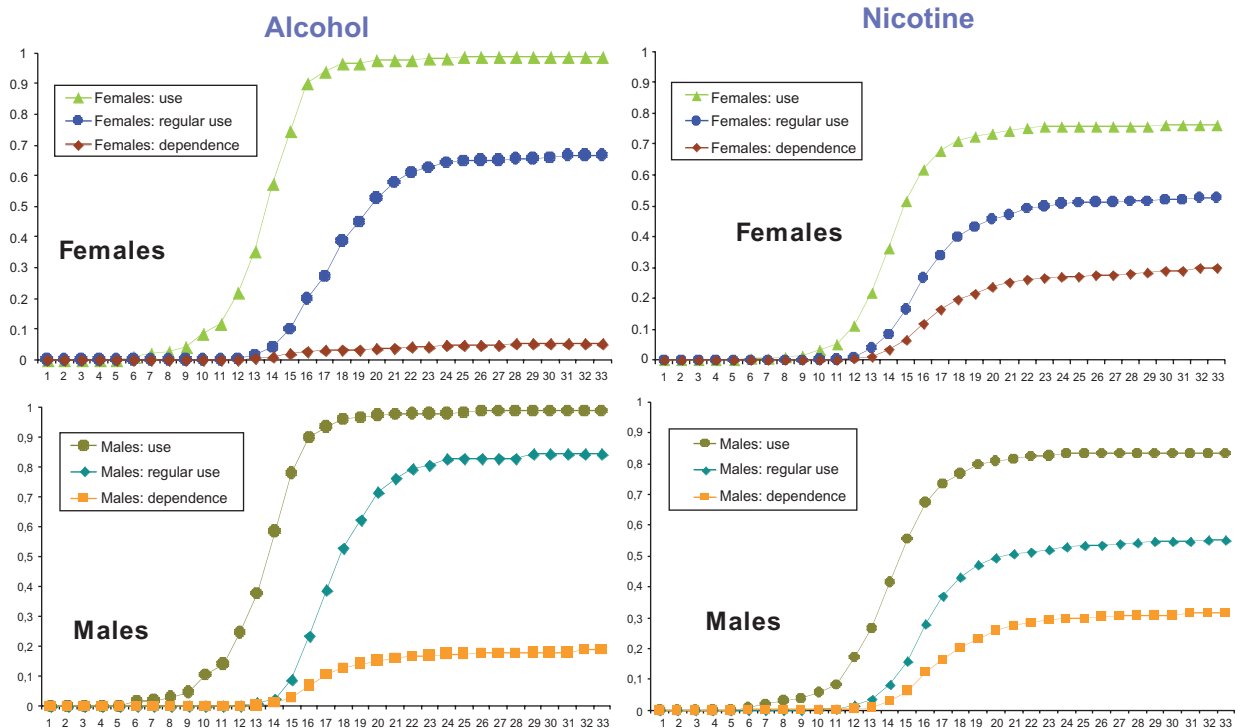 Alcohol
1
0.9
0.8
0.7
0.6
0.5
0.4
0.3
0.2
0.1
0
Females: use
Females: regular use
Females: dependence
Females
1 2 3 4 5 6 7 8 9 10 11 12 13 14 15 16 17 18 19 20 21 22 23 24 25 26 27 28 29 30 31 32 33
Nicotine
1
0.9
0.8
0.7
0.6
0.5
0.4
0.3
0.2
0.1
0
Females: use
Females: regular use
Females: dependence
Females
1 2 3 4 5 6 7 8 9 10 11 12 13 14 15 16 17 18 19 20 21 22 23 24 25 26 27 28 29 30 31 32 33
1
0,9
0,8
0,7
0,6
0,5
0,4
0,3
0,2
0,1
0
Males: use
Males: regular use
Males: dependence
Males
1 2 3 4 5 6 7 8 9 10 11 12 13 14 15 16 17 18 19 20 21 22 23 24 25 26 27 28 29 30 31 32 33
1
0,9
0,8
0,7
0,6
0,5
0,4
0,3
0,2
0,1
0
Males: use
Males: regular use
Males: dependence
Males
1 2 3 4 5 6 7 8 9 10 11 12 13 14 15 16 17 18 19 20 21 22 23 24 25 26 27 28 29 30 31 32 33